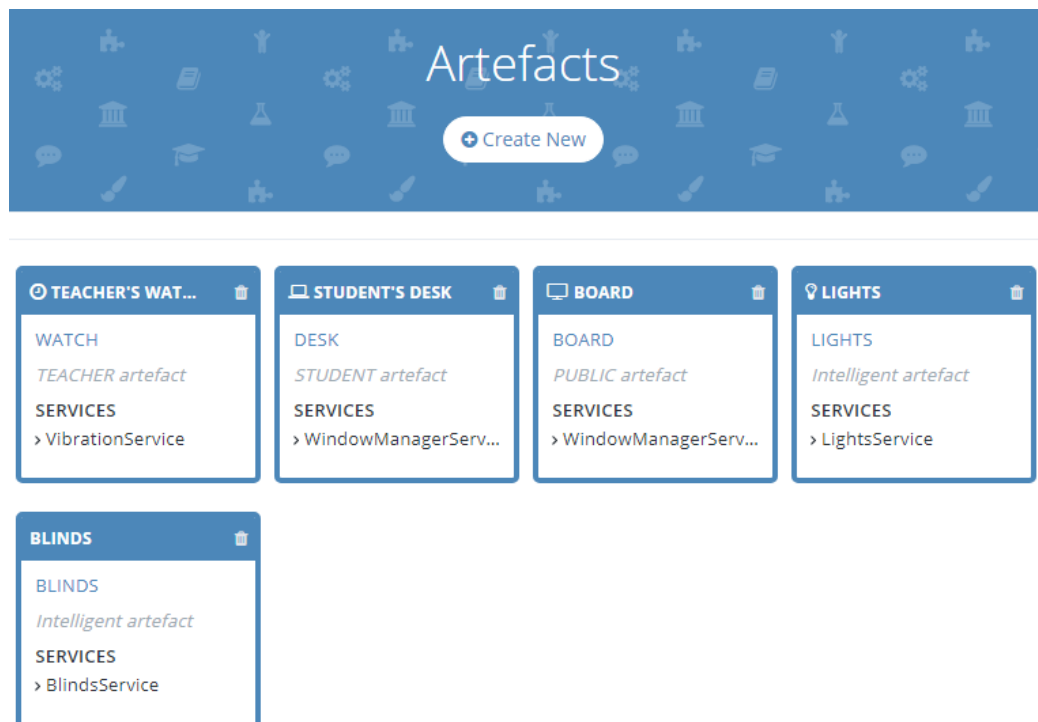 Artefacts
Create New
TEACHER'S WAT...
WATCH
TEACHER artefact
SERVICES
> VibrationService
STUDENT'S DESK
DESK
STUDENT artefact
SERVICES
> WindowManagerServ...
BOARD
BOARD
PUBLIC artefact
SERVICES
> WindowManagerServ...
LIGHTS
LIGHTS
Intelligent artefact
SERVICES
> LightsService
BLINDS
BLINDS
Intelligent artefact
SERVICES
> BlindsService